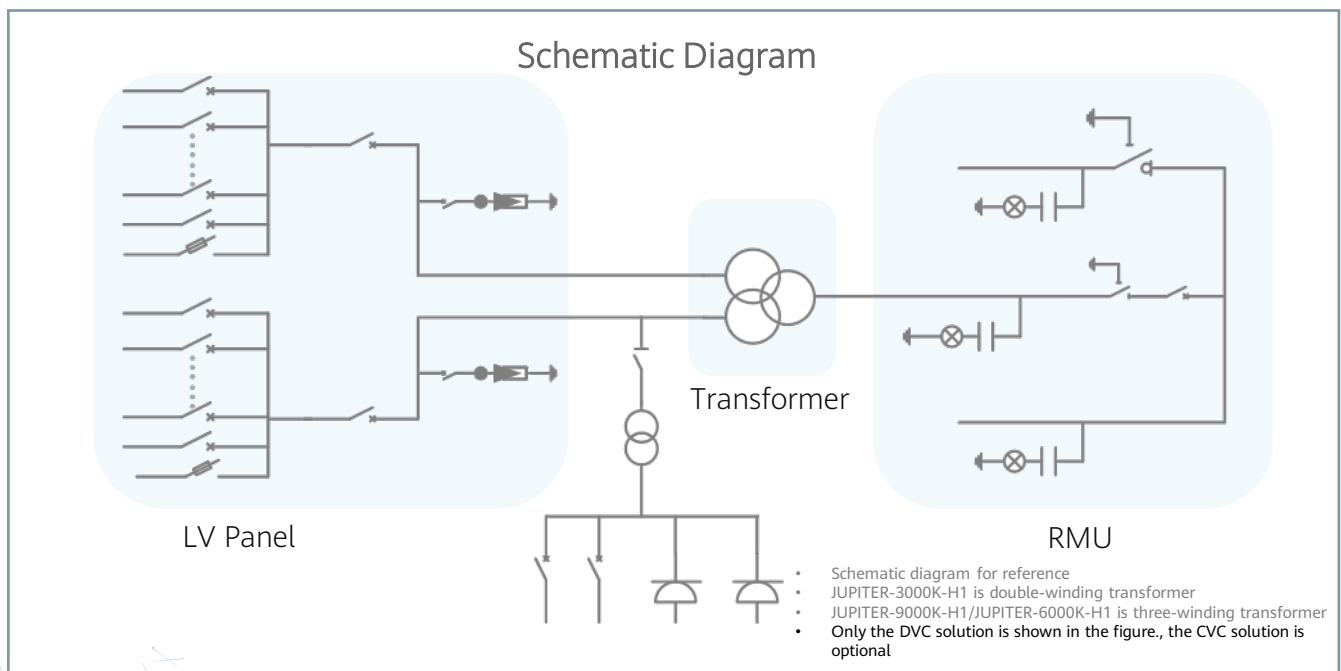 Schematic Diagram
Transformer
LV Panel
RMU
• Schematic diagram for reference
• JUPITER-3000K-H1 is double-winding transformer
• JUPITER-9000K-H1/JUPITER-6000K-H1 is three-winding transformer
• Only the DVC solution is shown in the figure., the CVC solution is
optional